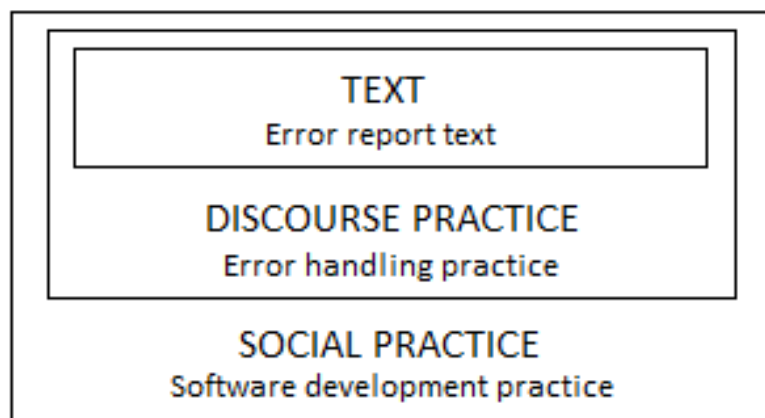 TEXT
Error report text
DISCOURSE PRACTICE
Error handling practice
SOCIAL PRACTICE
Software development practice